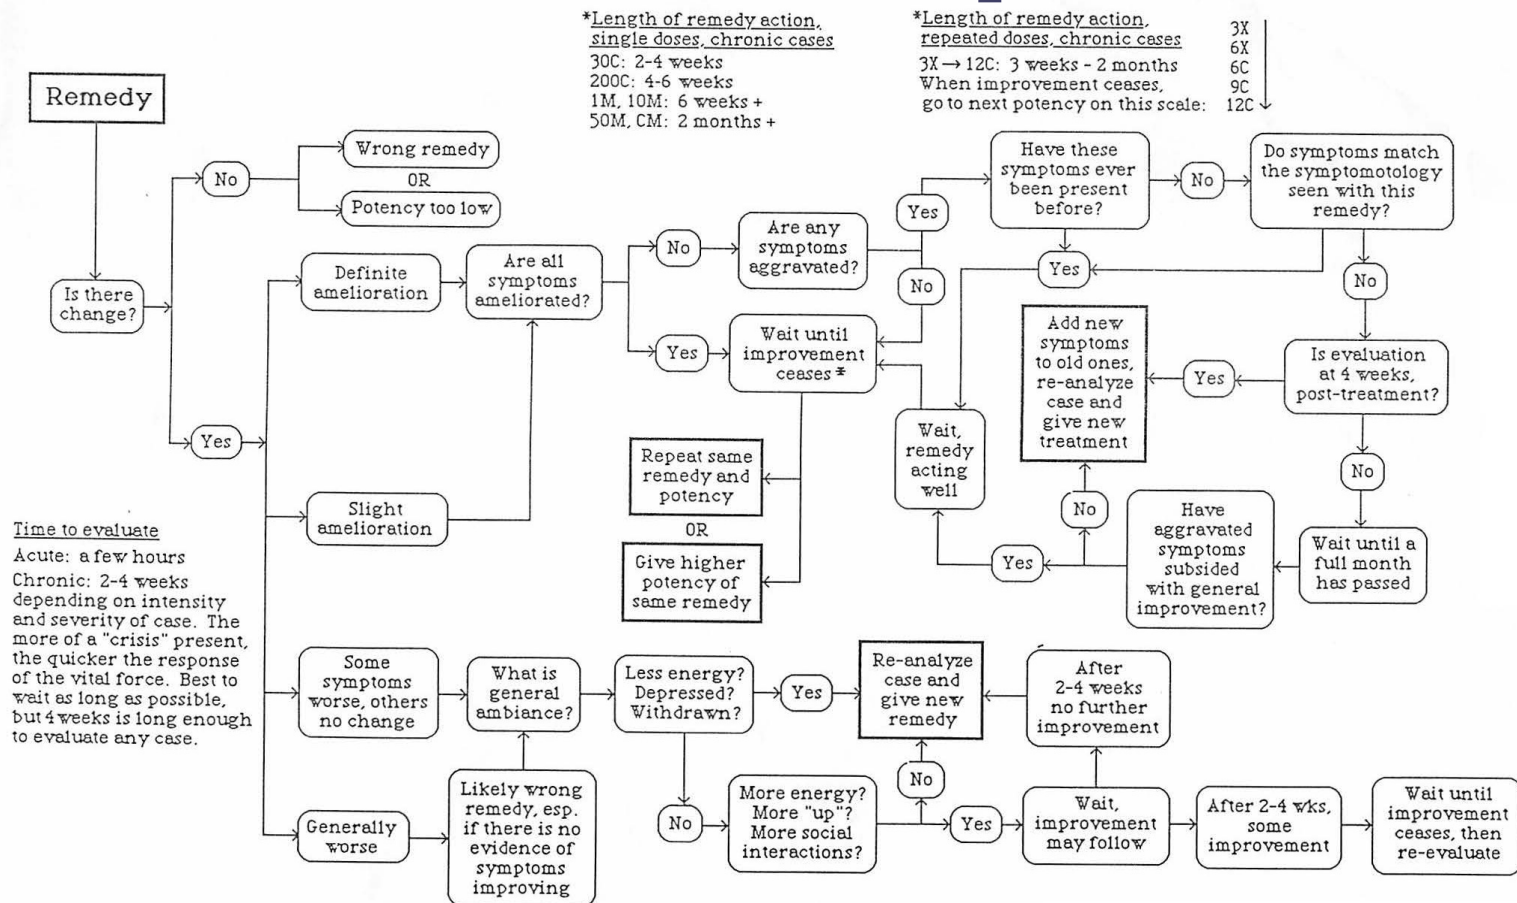 *Length of remedy action,
single doses, chronic cases
30C: 2-4 weeks
200C: 4-6 weeks
1M, 10M: 6 weeks +
50M, CM: 2 months +
*Length of remedy action,
repeated doses, chronic cases
3X → 12C: 3 weeks - 2 months
When improvement ceases,
go to next potency on this scale:
3X
6X
6C
9C
12C
Remedy
Is there
change?
No
Wrong remedy
OR
Potency too low
Yes
Definite
amelioration
Are all
symptoms
ameliorated?
No
Are any
symptoms
aggravated?
Yes
No
Have these
symptoms ever
been present
before?
No
Do symptoms match
the symptomotology
seen with this
remedy?
Yes
No
Yes
Wait until
improvement
ceases*
Add new
symptoms
to old ones,
re-analyze
case and
give new
treatment
Yes
Is evaluation
at 4 weeks,
post-treatment?
Wait,
remedy
acting
well
Repeat same
remedy and
potency
OR
Give higher
potency of
same remedy
No
No
Yes
Have
aggravated
symptoms
subsided
with general
improvement?
Wait until a
full month
has passed
Slight
amelioration
Time to evaluate
Acute: a few hours
Chronic: 2-4 weeks
depending on intensity
and severity of case. The
more of a "crisis" present,
the quicker the response
of the vital force. Best to
wait as long as possible,
but 4 weeks is long enough
to evaluate any case.
Some
symptoms
worse, others
no change
What is
general
ambiance?
Less energy?
Depressed?
Withdrawn?
Yes
Re-analyze
case and
give new
remedy
After
2-4 weeks
no further
improvement
Generally
worse
Likely wrong
remedy, esp.
if there is no
evidence of
symptoms
improving
No
More energy?
More "up"?
More social
interactions?
No
Yes
Wait,
improvement
may follow
After 2-4 wks,
some
improvement
Wait until
improvement
ceases, then
re-evaluate